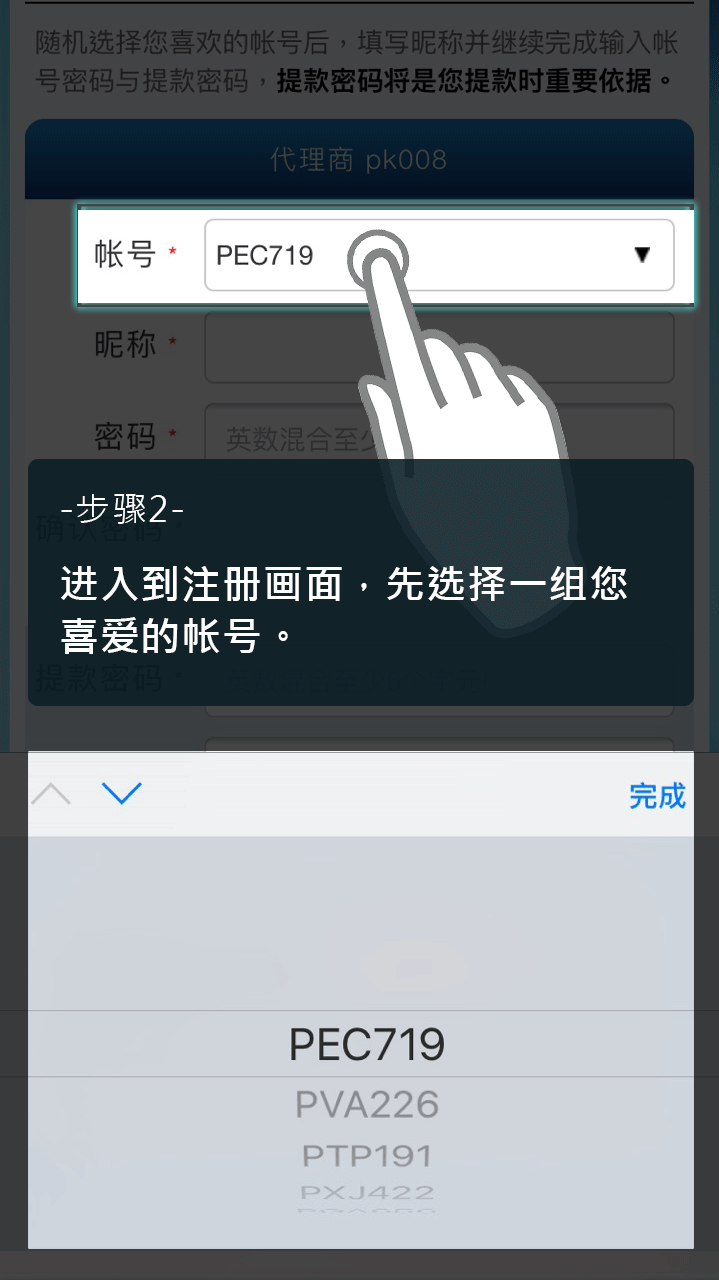 随机选择您喜欢的帐号后，填写昵称并继续完成输入帐
号密码与提款密码，提款密码将是您提款时重要依据。
代理商 pk008
帐号 * PEC719 ▼
昵称 *
密码 * 英数混合至少
确认密码 *
-步骤2-
进入到注册画面，先选择一组您
喜爱的帐号。
提款密码 *
完成
PEC719
PVA226
PTP191
PXJ422